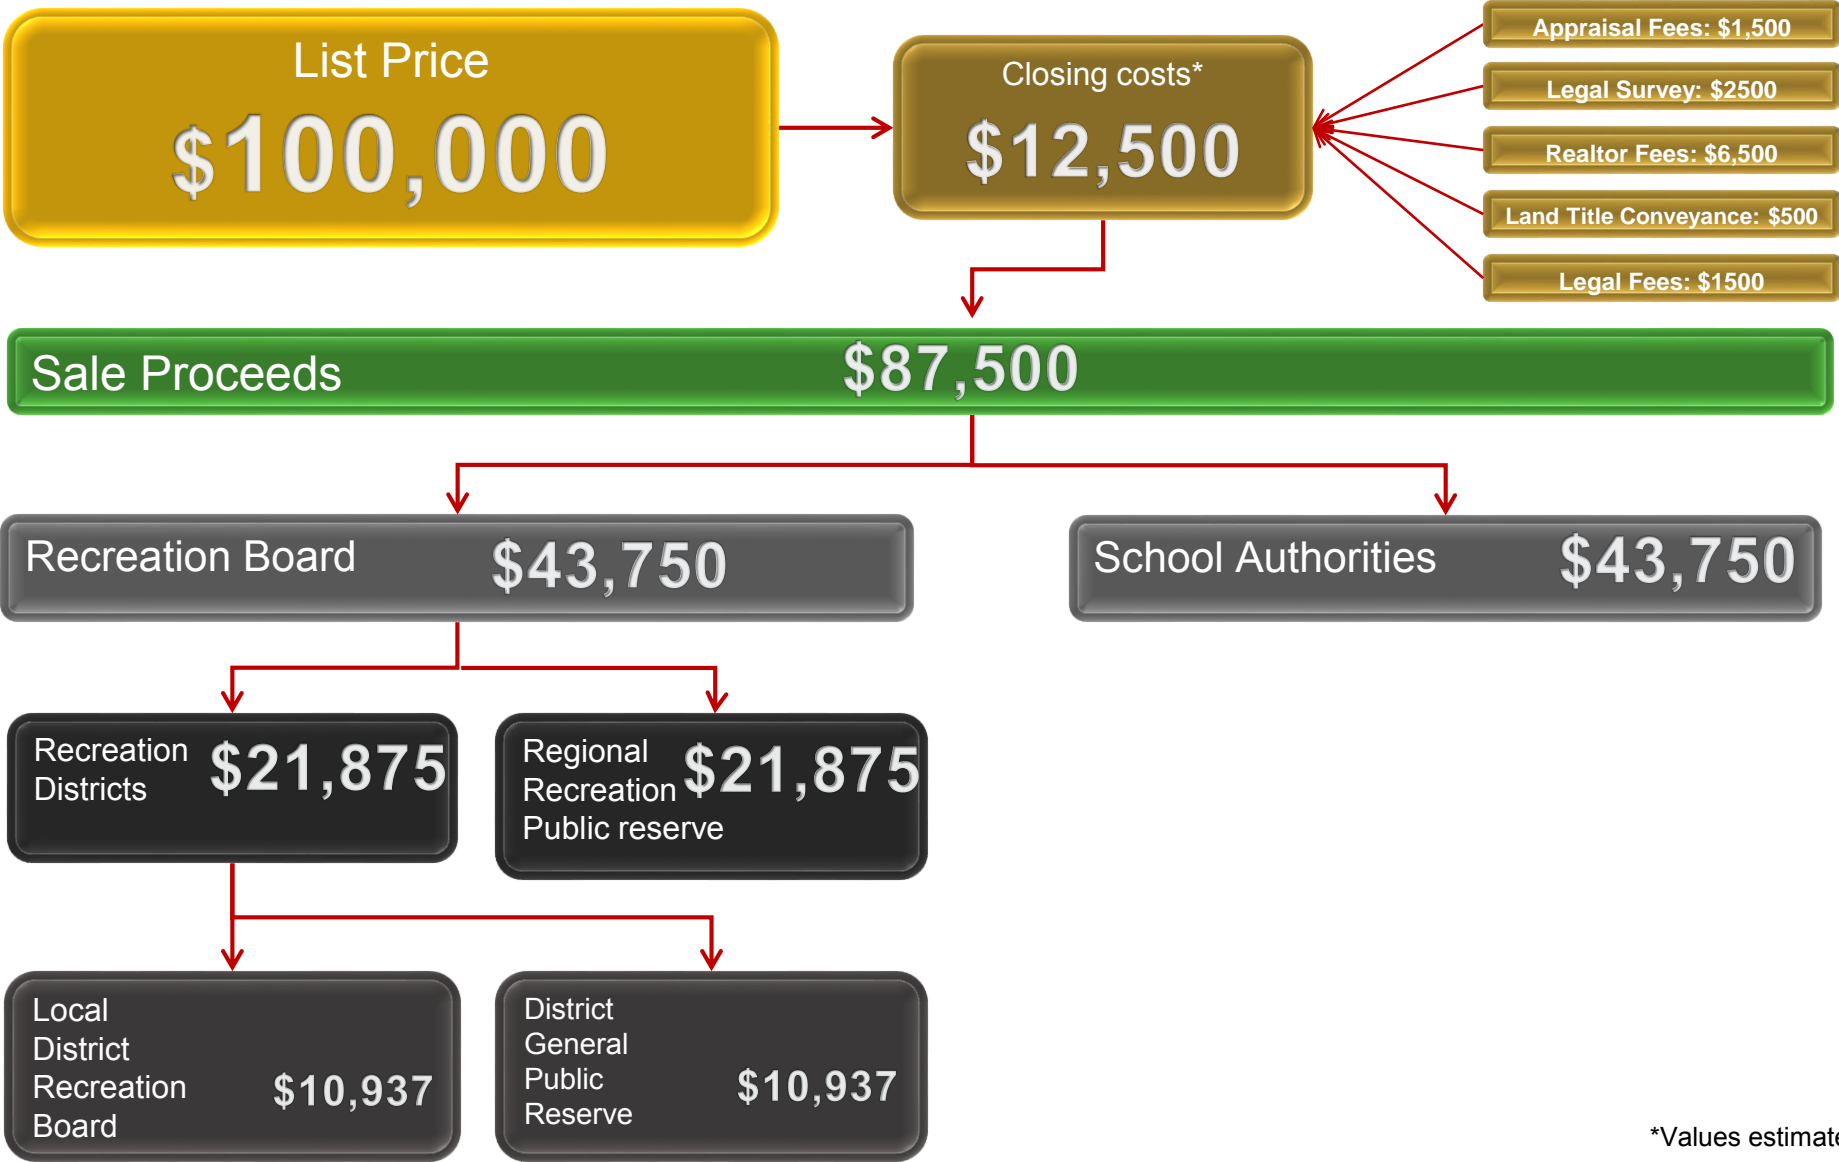 List Price
$100,000
Closing costs*
$12,500
Appraisal Fees: $1,500
Legal Survey: $2500
Realtor Fees: $6,500
Land Title Conveyance: $500
Legal Fees: $1500
Sale Proceeds
$87,500
Recreation Board
$43,750
School Authorities
$43,750
Recreation
Districts
$21,875
Regional
Recreation
Public reserve
$21,875
Local
District
Recreation
Board
$10,937
District
General
Public
Reserve
$10,937
*Values estimate